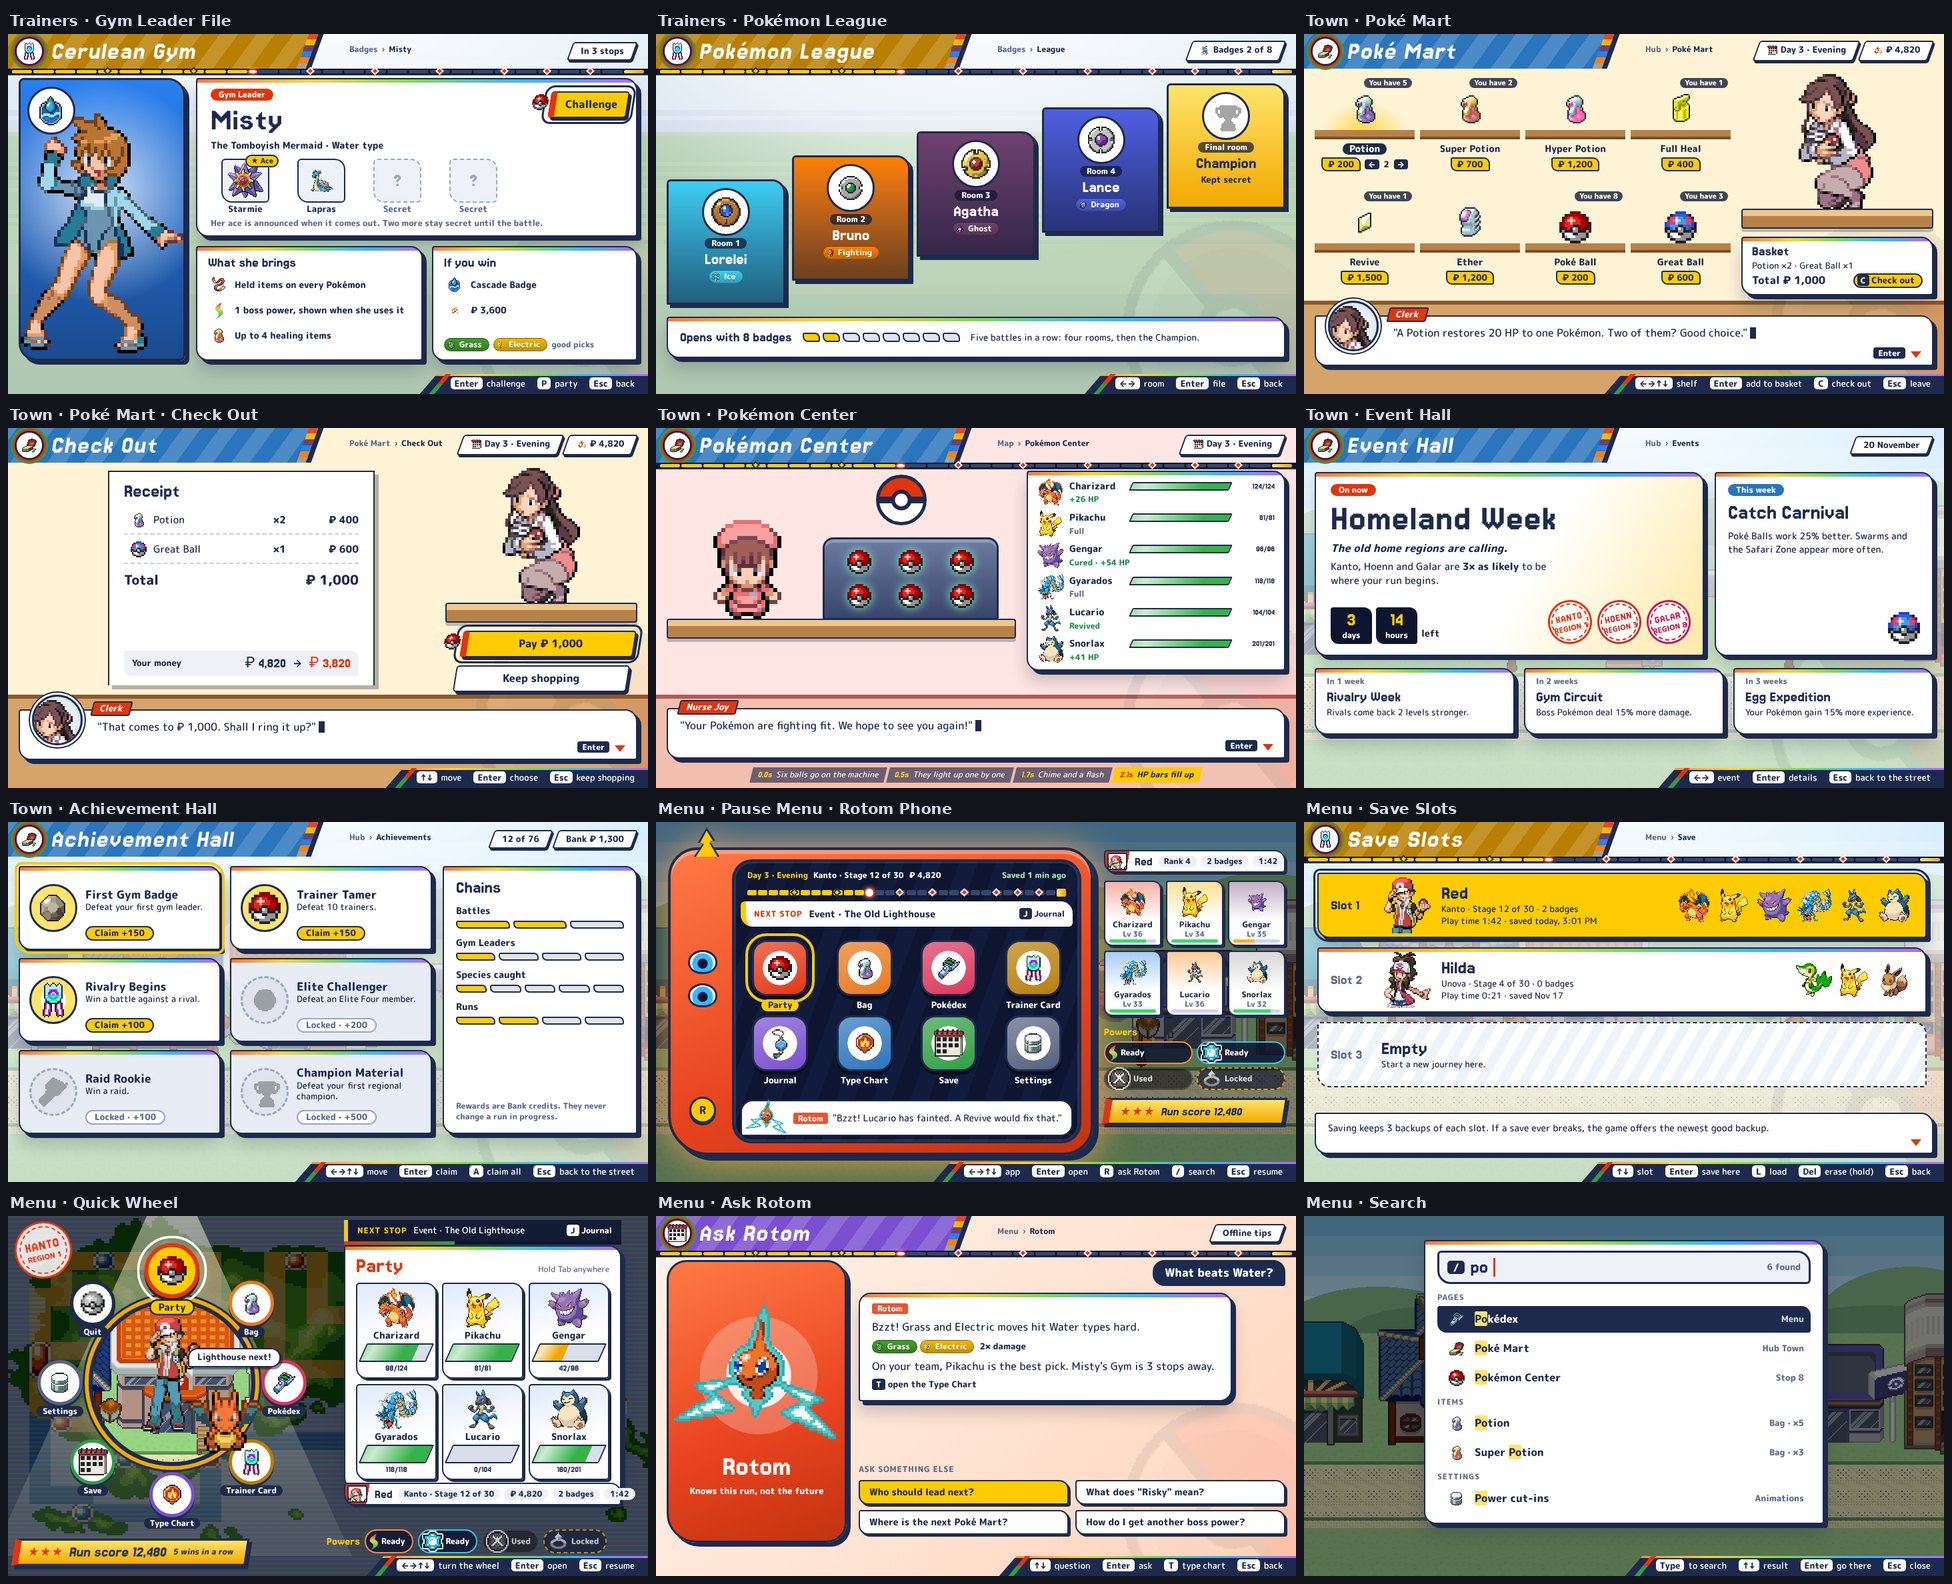 Trainers · Gym Leader File
Cerulean Gym
Badges › Misty
In 3 stops
Gym Leader
Misty
Challenge
The Tomboyish Mermaid · Water type
★ Ace
?
?
Starmie
Lapras
Secret
Secret
Her ace is announced when it comes out. Two more stay secret until the battle.
What she brings
Held items on every Pokémon
1 boss power, shown when she uses it
Up to 4 healing items
If you win
Cascade Badge
₽ 3,600
Grass
Electric
good picks
Enter challenge P party Esc back
Trainers · Pokémon League
Pokémon League
Badges › League
Badges 2 of 8
Room 1
Lorelei
Ice
Room 2
Bruno
Fighting
Room 3
Agatha
Ghost
Room 4
Lance
Dragon
Final room
Champion
Kept secret
Opens with 8 badges
Five battles in a row: four rooms, then the Champion.
←→ room Enter file Esc back
Town · Poké Mart
Poké Mart
Hub › Poké Mart
Day 3 · Evening
₽ 4,820
You have 5
You have 2
You have 1
Potion
Super Potion
Hyper Potion
Full Heal
₽ 200
← 2 →
₽ 700
₽ 1,200
₽ 400
You have 1
You have 8
You have 3
Revive
Ether
Poké Ball
Great Ball
₽ 1,500
₽ 1,200
₽ 200
₽ 600
Basket
Potion ×2 · Great Ball ×1
Total ₽ 1,000
C Check out
Clerk
"A Potion restores 20 HP to one Pokémon. Two of them? Good choice."
Enter
←→↑↓ shelf Enter add to basket C check out Esc leave
Town · Poké Mart · Check Out
Check Out
Poké Mart › Check Out
Day 3 · Evening
₽ 4,820
Receipt
Potion ×2 ₽ 400
Great Ball ×1 ₽ 600
Total ₽ 1,000
Your money ₽ 4,820 → ₽ 3,820
Pay ₽ 1,000
Keep shopping
Clerk
"That comes to ₽ 1,000. Shall I ring it up?"
Enter
↑↓ move Enter choose Esc keep shopping
Town · Pokémon Center
Pokémon Center
Map › Pokémon Center
Day 3 · Evening
Charizard 124/124
+26 HP
Pikachu 81/81
Full
Gengar 98/98
Cured · +54 HP
Gyarados 118/118
Full
Lucario 104/104
Revived
Snorlax 201/201
+41 HP
Nurse Joy
"Your Pokémon are fighting fit. We hope to see you again!"
Enter
0.0s Six balls go on the machine
0.5s They light up one by one
1.7s Chime and a flash
2.1s HP bars fill up
Town · Event Hall
Event Hall
Hub › Events
20 November
On now
Homeland Week
The old home regions are calling.
Kanto, Hoenn and Galar are 3× as likely to be
where your run begins.
3 days
14 hours
left
KANTO
REGION 1
HOENN
REGION 3
GALAR
REGION 8
This week
Catch Carnival
Poké Balls work 25% better. Swarms and
the Safari Zone appear more often.
In 1 week
Rivalry Week
Rivals come back 2 levels stronger.
In 2 weeks
Gym Circuit
Boss Pokémon deal 15% more damage.
In 3 weeks
Egg Expedition
Your Pokémon gain 15% more experience.
←→ event Enter details Esc back to the street
Town · Achievement Hall
Achievement Hall
Hub › Achievements
12 of 76
Bank ₽ 1,300
First Gym Badge
Defeat your first gym leader.
Claim +150
Trainer Tamer
Defeat 10 trainers.
Claim +150
Rivalry Begins
Win a battle against a rival.
Claim +100
Elite Challenger
Defeat an Elite Four member.
Locked · +200
Raid Rookie
Win a raid.
Locked · +100
Champion Material
Defeat your first regional
champion.
Locked · +500
Chains
Battles
Gym Leaders
Species caught
Runs
Rewards are Bank credits. They never
change a run in progress.
←→↑↓ move Enter claim A claim all Esc back to the street
Menu · Pause Menu · Rotom Phone
Day 3 · Evening Kanto · Stage 12 of 30 ₽ 4,820
Saved 1 min ago
NEXT STOP Event · The Old Lighthouse
J Journal
Party
Bag
Pokédex
Trainer Card
Journal
Type Chart
Save
Settings
R
Rotom "Bzzt! Lucario has fainted. A Revive would fix that."
Red Rank 4 2 badges 1:42
Charizard
Lv 36
Pikachu
Lv 34
Gengar
Lv 35
Gyarados
Lv 33
Lucario
Lv 36
Snorlax
Lv 32
Powers
Ready
Ready
Used
Locked
★★★ Run score 12,480
←→↑↓ app Enter open R ask Rotom / search Esc resume
Menu · Save Slots
Save Slots
Menu › Save
Slot 1
Red
Kanto · Stage 12 of 30 · 2 badges
Play time 1:42 · saved today, 3:01 PM
Slot 2
Hilda
Unova · Stage 4 of 30 · 0 badges
Play time 0:21 · saved Nov 17
Slot 3
Empty
Start a new journey here.
Saving keeps 3 backups of each slot. If a save ever breaks, the game offers the newest good backup.
↑↓ slot Enter save here L load Del erase (hold) Esc back
Menu · Quick Wheel
KANTO
REGION 1
Party
Quit
Bag
Lighthouse next!
Settings
Pokédex
Save
Trainer Card
Type Chart
★★★ Run score 12,480 5 wins in a row
NEXT STOP Event · The Old Lighthouse
J Journal
Party
Hold Tab anywhere
Charizard
98/124
Pikachu
81/81
Gengar
42/98
Gyarados
118/118
Lucario
0/104
Snorlax
160/201
Red Kanto · Stage 12 of 30 ₽ 4,820 2 badges 1:42
Powers Ready Ready Used Locked
←→↑↓ turn the wheel Enter open Esc resume
Menu · Ask Rotom
Ask Rotom
Menu › Rotom
Offline tips
What beats Water?
Rotom
Bzzt! Grass and Electric moves hit Water types hard.
Grass Electric 2× damage
On your team, Pikachu is the best pick. Misty's Gym is 3 stops away.
T open the Type Chart
Rotom
Knows this run, not the future
ASK SOMETHING ELSE
Who should lead next?
What does "Risky" mean?
Where is the next Poké Mart?
How do I get another boss power?
↑↓ question Enter ask T type chart Esc back
Menu · Search
/ po
6 found
PAGES
Pokédex Menu
Poké Mart Hub Town
Pokémon Center Stop 8
ITEMS
Potion Bag · ×5
Super Potion Bag · ×3
SETTINGS
Power cut-ins Animations
Type to search ↑↓ result Enter go there Esc close